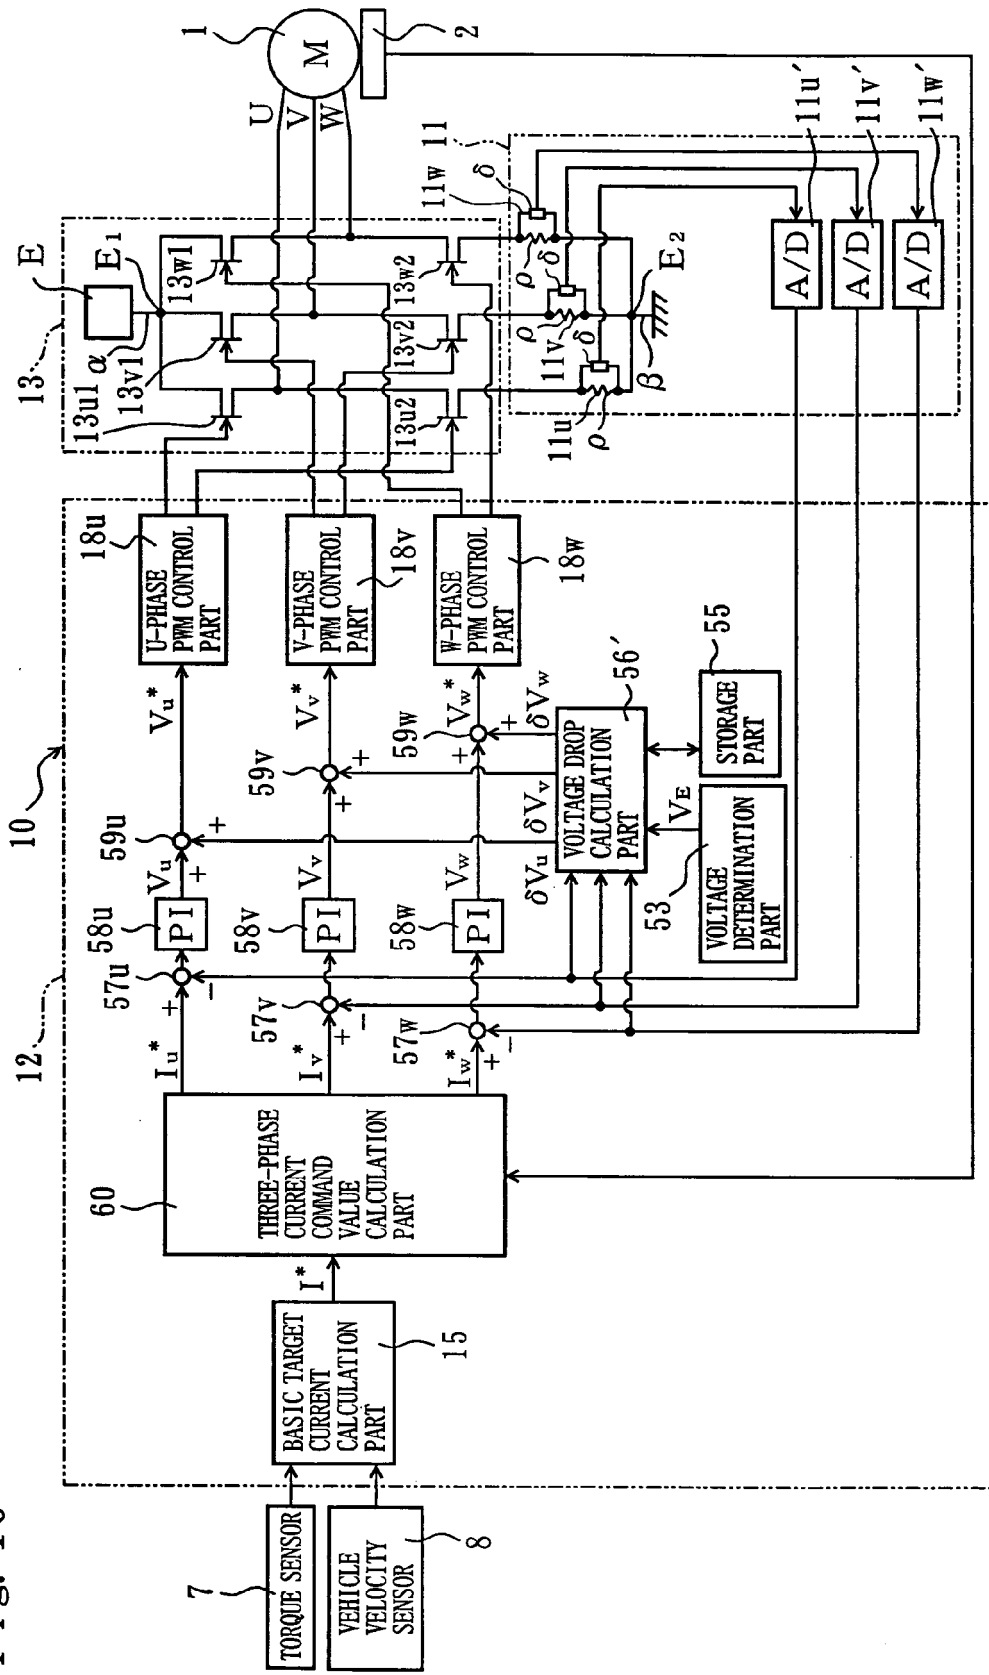 10
12
13
E
E1
α
13u1
13v1
13w1
13u2
13v2
13w2
1
M
2
U
V
W
11
11w
11v
11u
δ
δ
δ
ρ
ρ
ρ
E2
β
A/D
A/D
A/D
11u′
11v′
11w′
18u
U-PHASE
PWM CONTROL
PART
18v
V-PHASE
PWM CONTROL
PART
18w
W-PHASE
PWM CONTROL
PART
Vu*
Vv*
Vw*
59u
59v
59w
+
+
+
+
+
+
Vu
Vv
Vw
58u
PI
58v
PI
58w
PI
57u
57v
57w
+
−
+
−
+
−
Iu*
Iv*
Iw*
δVu
δVv
δVw
56′
VOLTAGE DROP
CALCULATION
PART
55
STORAGE
PART
VE
53
VOLTAGE
DETERMINATION
PART
60
THREE-PHASE
CURRENT
COMMAND
VALUE
CALCULATION
PART
I*
BASIC TARGET
CURRENT
CALCULATION
PART
15
7
TORQUE SENSOR
VEHICLE
VELOCITY
SENSOR
8